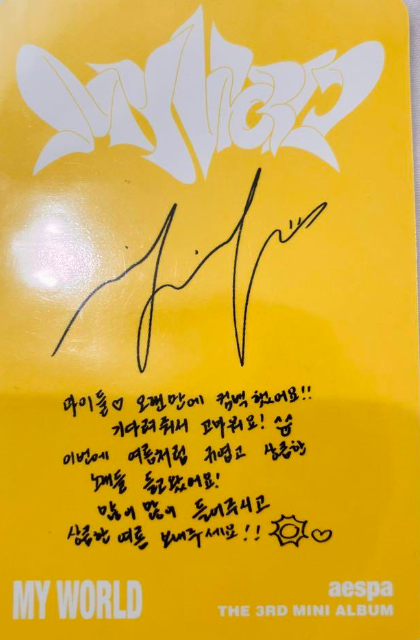 MY WORLD
마이들♡ 오랜만에 컴백 했어요!!
기다려줘서 고마워요!
이번에 여름처럼 귀엽고 상큼한
노래들 들고왔어요!
많이 많이 들어주시고
상큼한 여름 보내주세요!! ♡
MY WORLD
aespa
THE 3RD MINI ALBUM